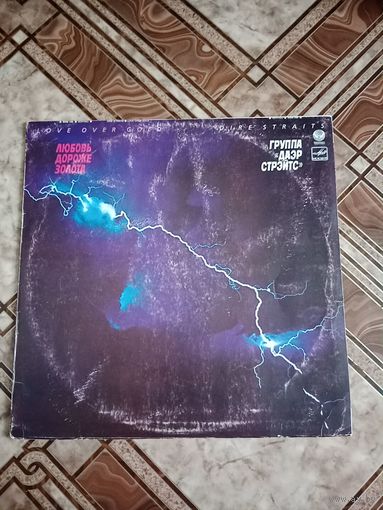 LOVE OVER GOLD DIRE STRAITS
ЛЮБОВЬ
ДОРОЖЕ
ЗОЛОТА
ГРУППА
«ДАЭР
СТРЭЙТС»